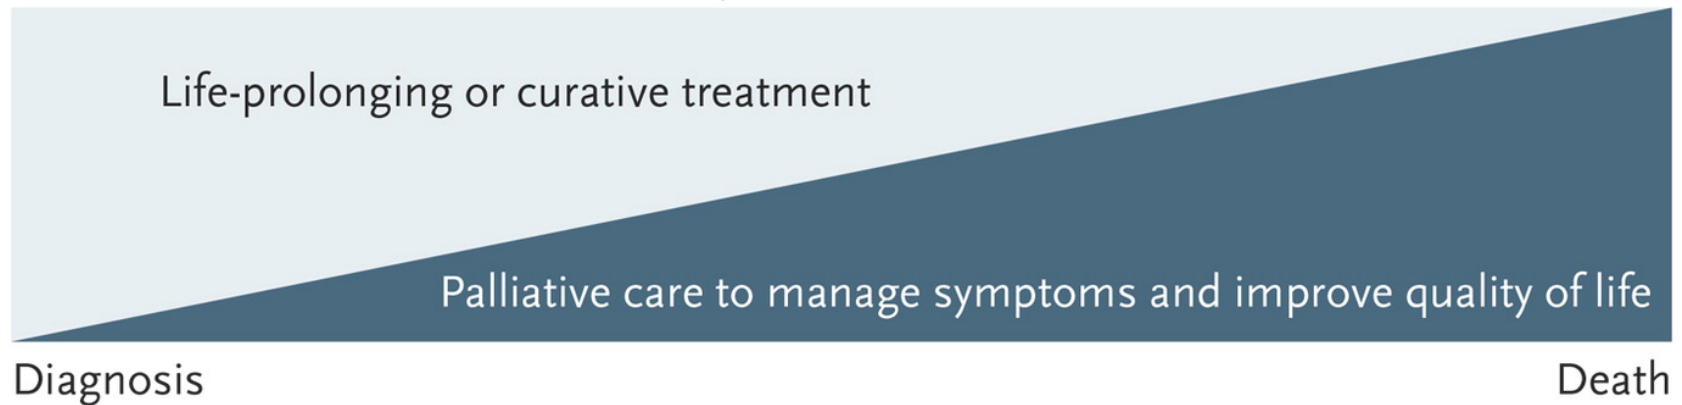 Life-prolonging or curative treatment
Palliative care to manage symptoms and improve quality of life
Diagnosis
Death